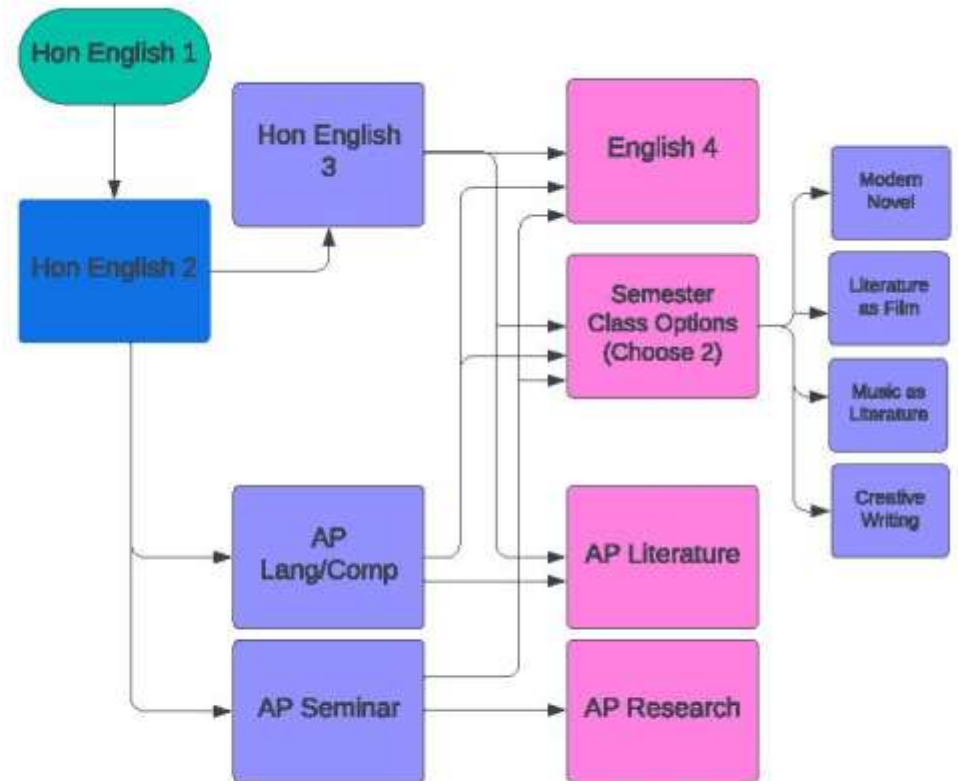 Hon English 1
Hon English 2
Hon English
3
AP
Lang/Comp
AP Seminar
English 4
Semester
Class Options
(Choose 2)
AP Literature
AP Research
Modern
Novel
Literature
as Film
Music as
Literature
Creative
Writing